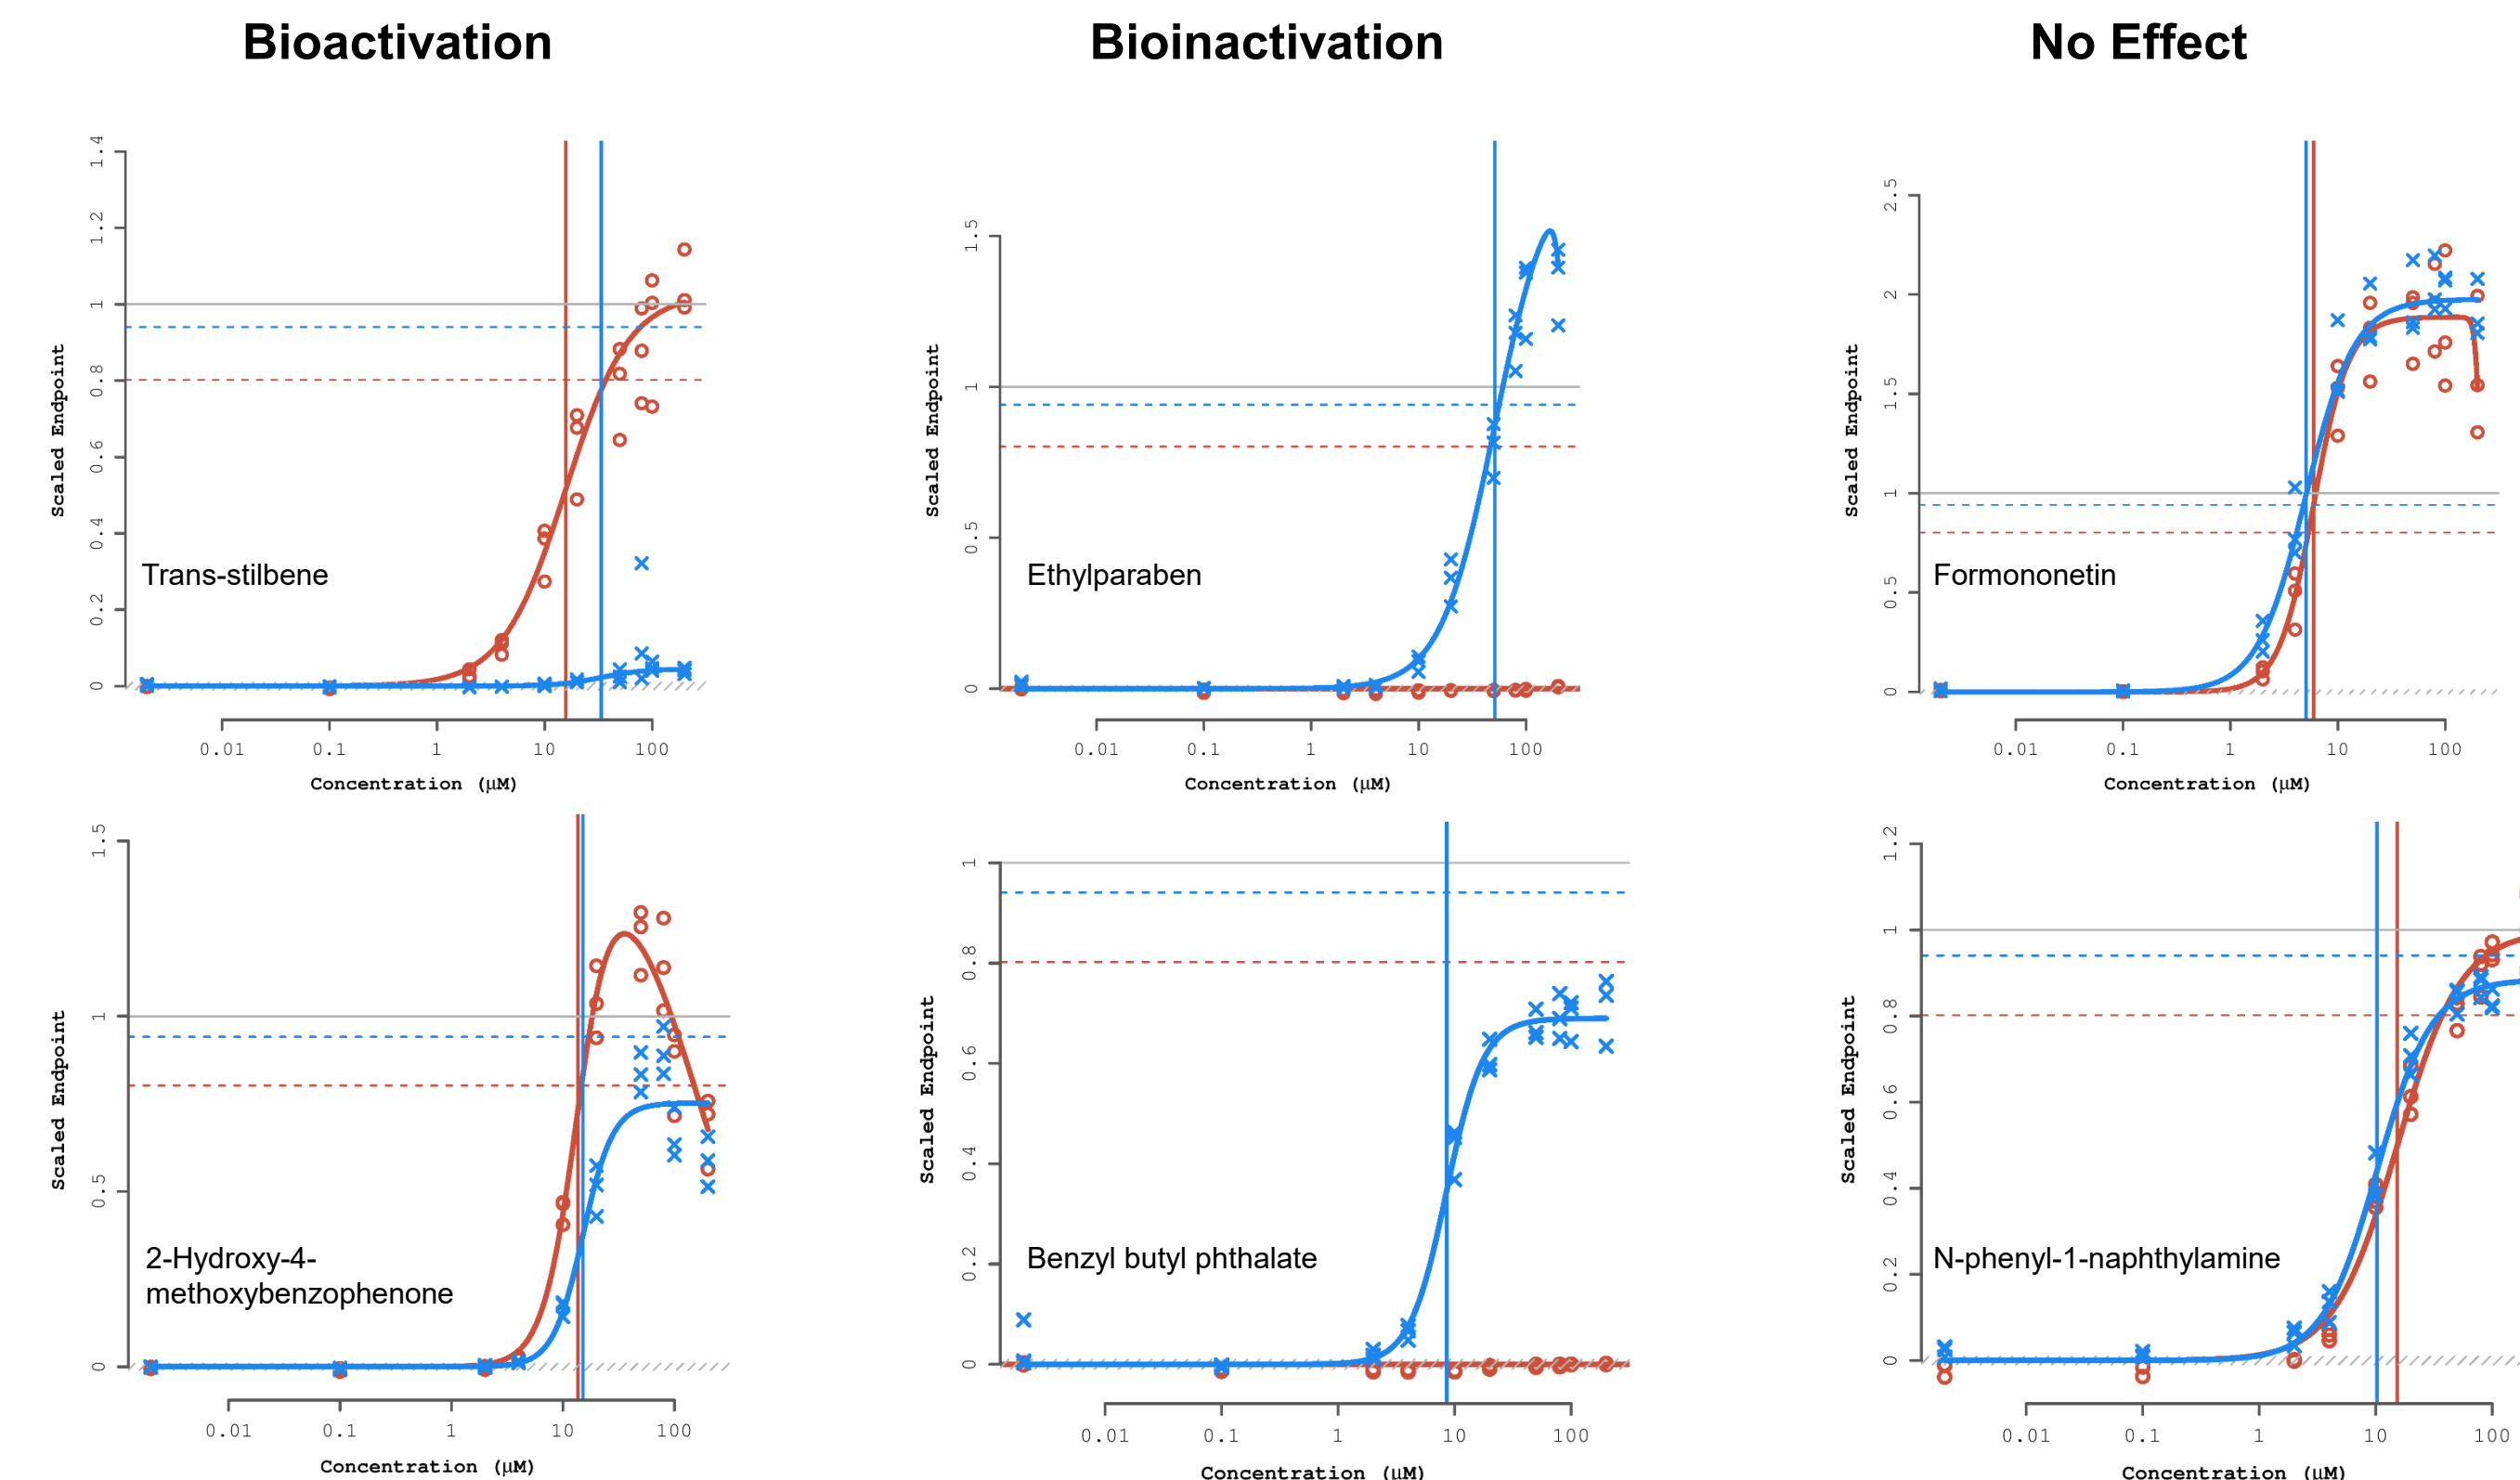 Bioactivation
Bioinactivation
No Effect
Scaled Endpoint
1.4
1.2
1
0.8
0.6
0.4
0.2
0
Trans-stilbene
0.01 0.1 1 10 100
Concentration (µM)
Scaled Endpoint
1.5
1
0.5
0
Ethylparaben
0.01 0.1 1 10 100
Concentration (µM)
Scaled Endpoint
2.5
2
1.5
1
0.5
0
Formononetin
0.01 0.1 1 10 100
Concentration (µM)
Scaled Endpoint
1.5
1
0.5
0
2-Hydroxy-4-
methoxybenzophenone
0.01 0.1 1 10 100
Concentration (µM)
Scaled Endpoint
1
0.8
0.6
0.4
0.2
0
Benzyl butyl phthalate
0.01 0.1 1 10 100
Concentration (µM)
Scaled Endpoint
1.2
1
0.8
0.6
0.4
0.2
0
N-phenyl-1-naphthylamine
0.01 0.1 1 10 100
Concentration (µM)